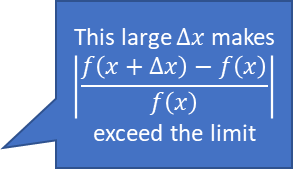 This large Δx makes
|f(x + Δx) − f(x)|
f(x)
exceed the limit